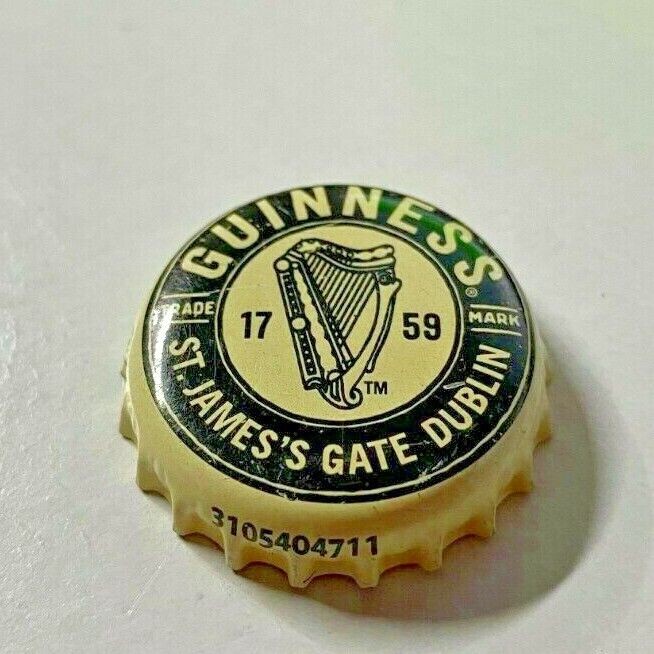 GUINNESS®
TRADE MARK
17 59
TM
ST. JAMES'S GATE DUBLIN
3105404711